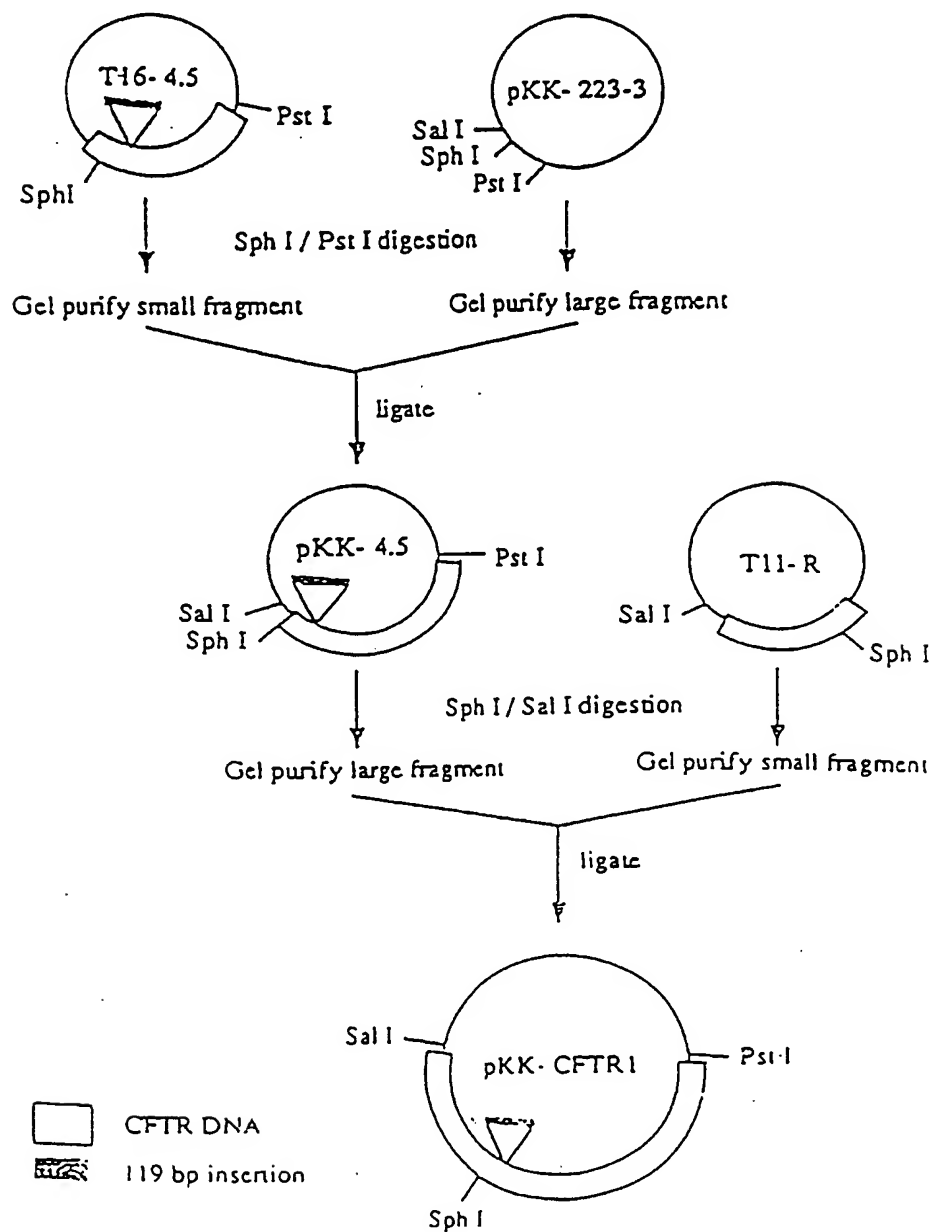 T16-4.5
Pst I
SphI
pKK-223-3
Sal I
Sph I
Pst I
Sph I / Pst I digestion
Gel purify small fragment
Gel purify large fragment
ligate
pKK-4.5
Pst I
Sal I
Sph I
T11-R
Sal I
Sph I
Sph I / Sal I digestion
Gel purify large fragment
Gel purify small fragment
ligate
Sal I
pKK-CFTR1
Pst I
Sph I
CFTR DNA
119 bp insertion